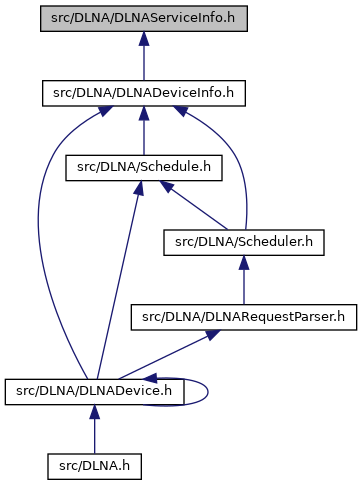 src/DLNA/DLNAServiceInfo.h
src/DLNA/DLNADeviceInfo.h
src/DLNA/Schedule.h
src/DLNA/Scheduler.h
src/DLNA/DLNARequestParser.h
src/DLNA/DLNADevice.h
src/DLNA.h